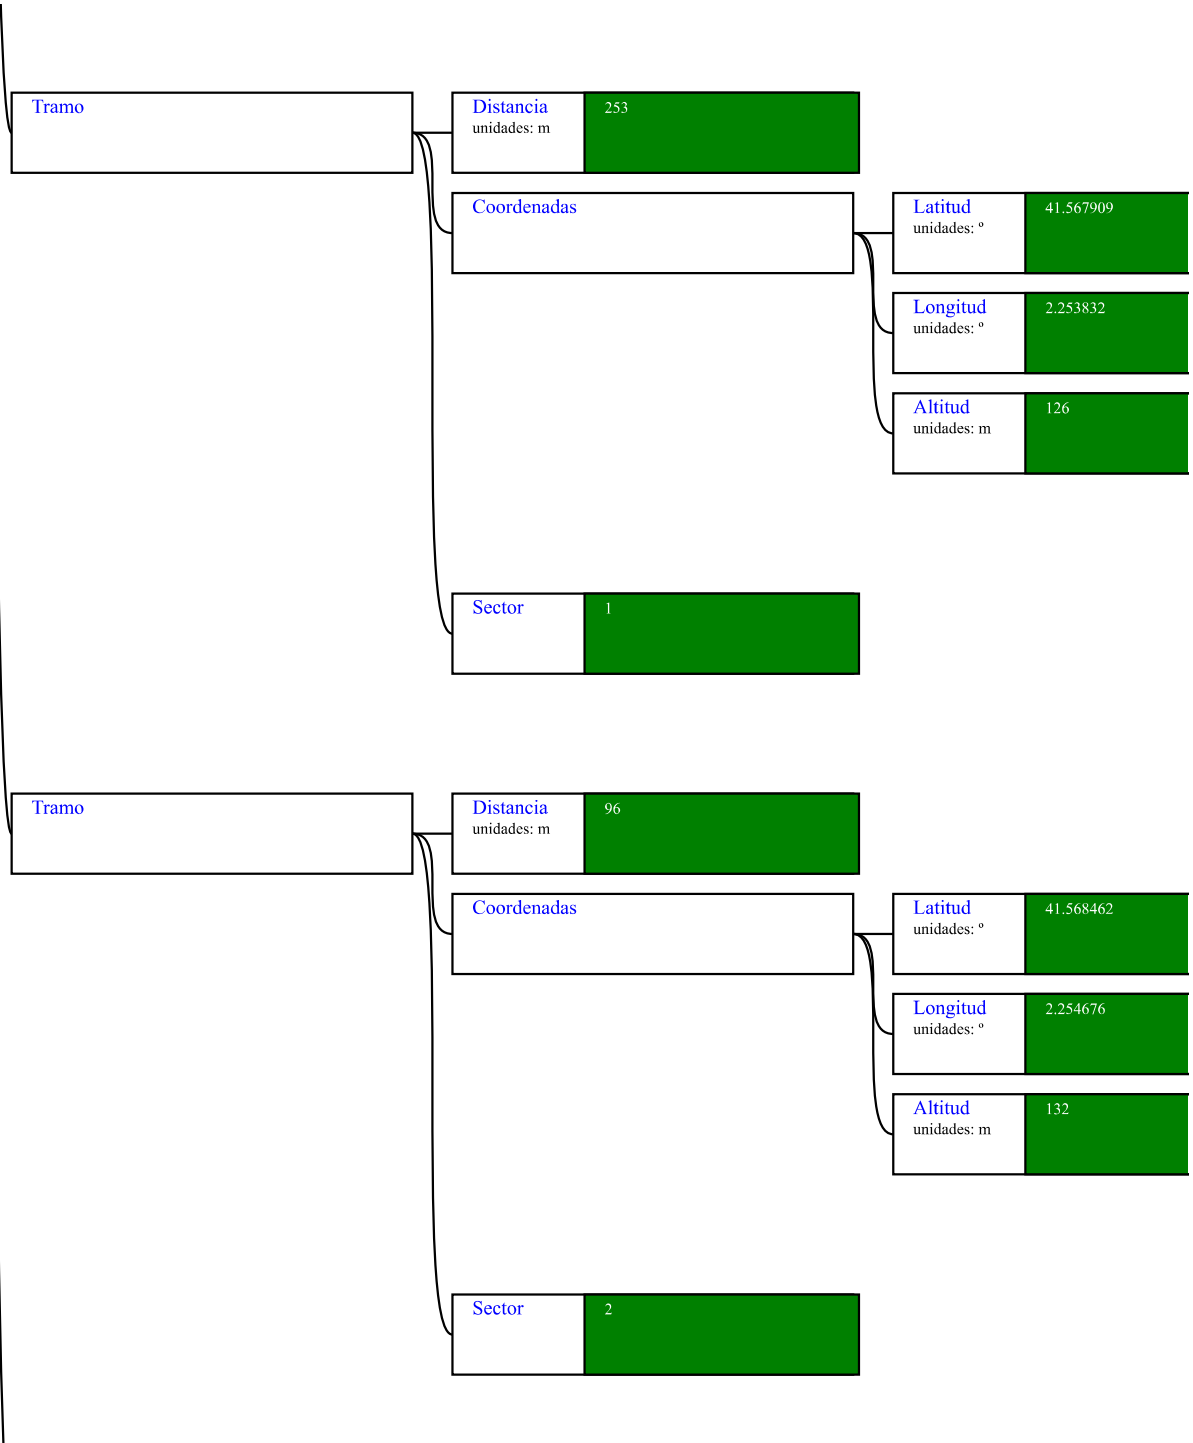 Tramo
Distancia
unidades: m
253
Coordenadas
Latitud
unidades: º
41.567909
Longitud
unidades: º
2.253832
Altitud
unidades: m
126
Sector
1
Tramo
Distancia
unidades: m
96
Coordenadas
Latitud
unidades: º
41.568462
Longitud
unidades: º
2.254676
Altitud
unidades: m
132
Sector
2